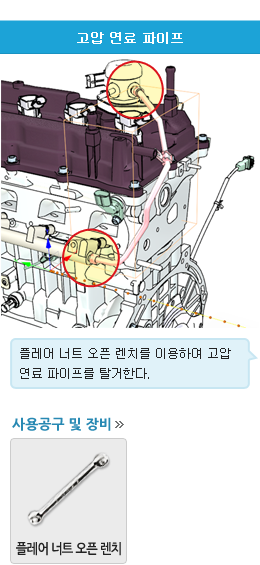 고압 연료 파이프
플레어 너트 오픈 렌치를 이용하여 고압
연료 파이프를 탈거한다.
사용공구 및 장비 »
플레어 너트 오픈 렌치